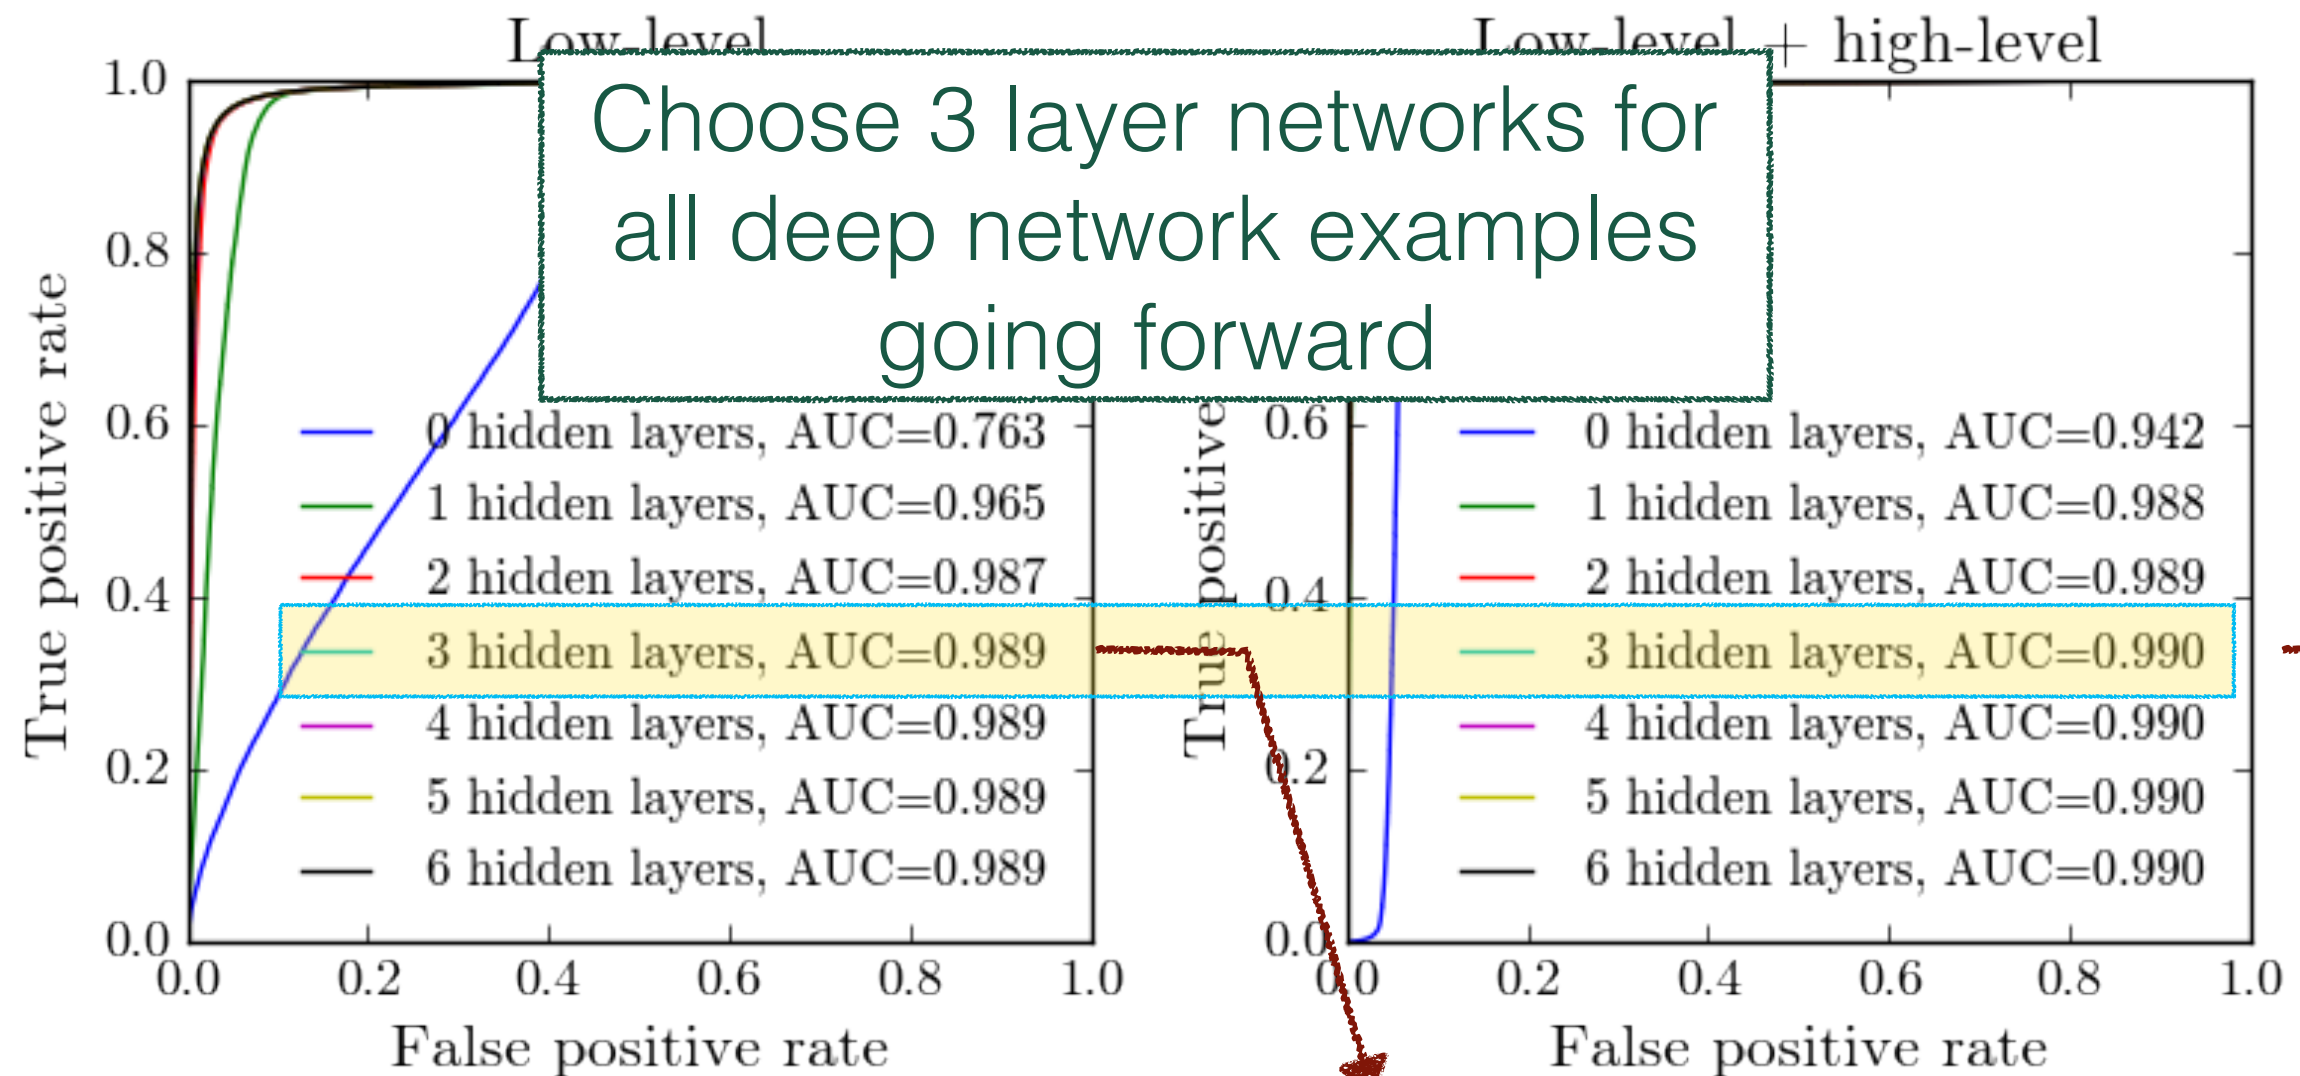 Low-level
Low-level + high-level
Choose 3 layer networks for
all deep network examples
going forward
1.0
0.8
0.6
0.4
0.2
0.0
True positive rate
0 hidden layers, AUC=0.763
1 hidden layers, AUC=0.965
2 hidden layers, AUC=0.987
3 hidden layers, AUC=0.989
4 hidden layers, AUC=0.989
5 hidden layers, AUC=0.989
6 hidden layers, AUC=0.989
0.0 0.2 0.4 0.6 0.8 1.0
False positive rate
0.6
0.4
0.2
0.0
True positive
0 hidden layers, AUC=0.942
1 hidden layers, AUC=0.988
2 hidden layers, AUC=0.989
3 hidden layers, AUC=0.990
4 hidden layers, AUC=0.990
5 hidden layers, AUC=0.990
6 hidden layers, AUC=0.990
0.0 0.2 0.4 0.6 0.8 1.0
False positive rate